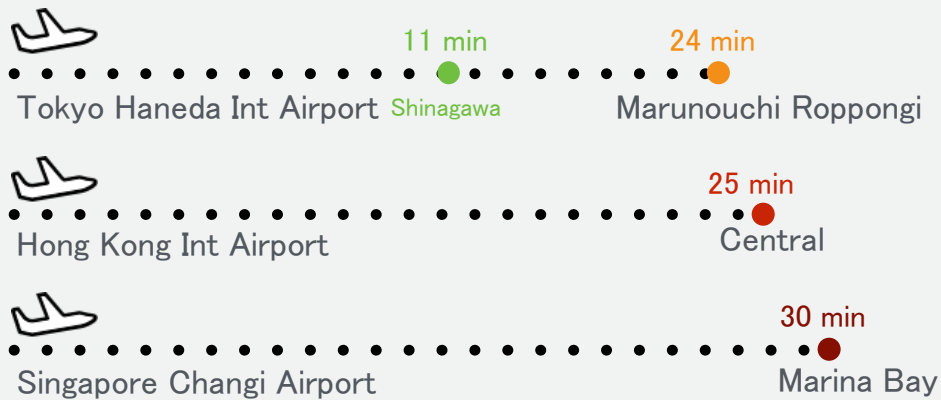 11 min
24 min
Tokyo Haneda Int Airport
Shinagawa
Marunouchi Roppongi
25 min
Hong Kong Int Airport
Central
30 min
Singapore Changi Airport
Marina Bay